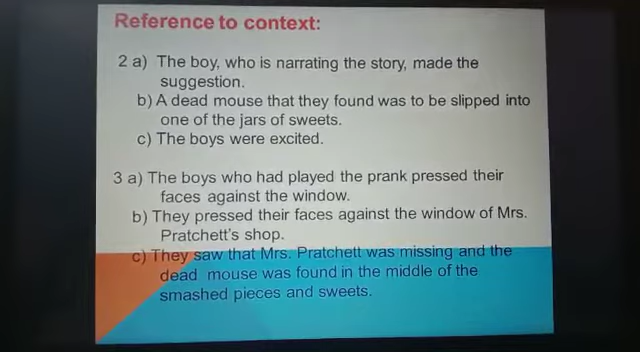 Reference to context:
2 a) The boy, who is narrating the story, made the
suggestion.
b) A dead mouse that they found was to be slipped into
one of the jars of sweets.
c) The boys were excited.
3 a) The boys who had played the prank pressed their
faces against the window.
b) They pressed their faces against the window of Mrs.
Pratchett's shop.
c) They saw that Mrs. Pratchett was missing and the
dead mouse was found in the middle of the
smashed pieces and sweets.